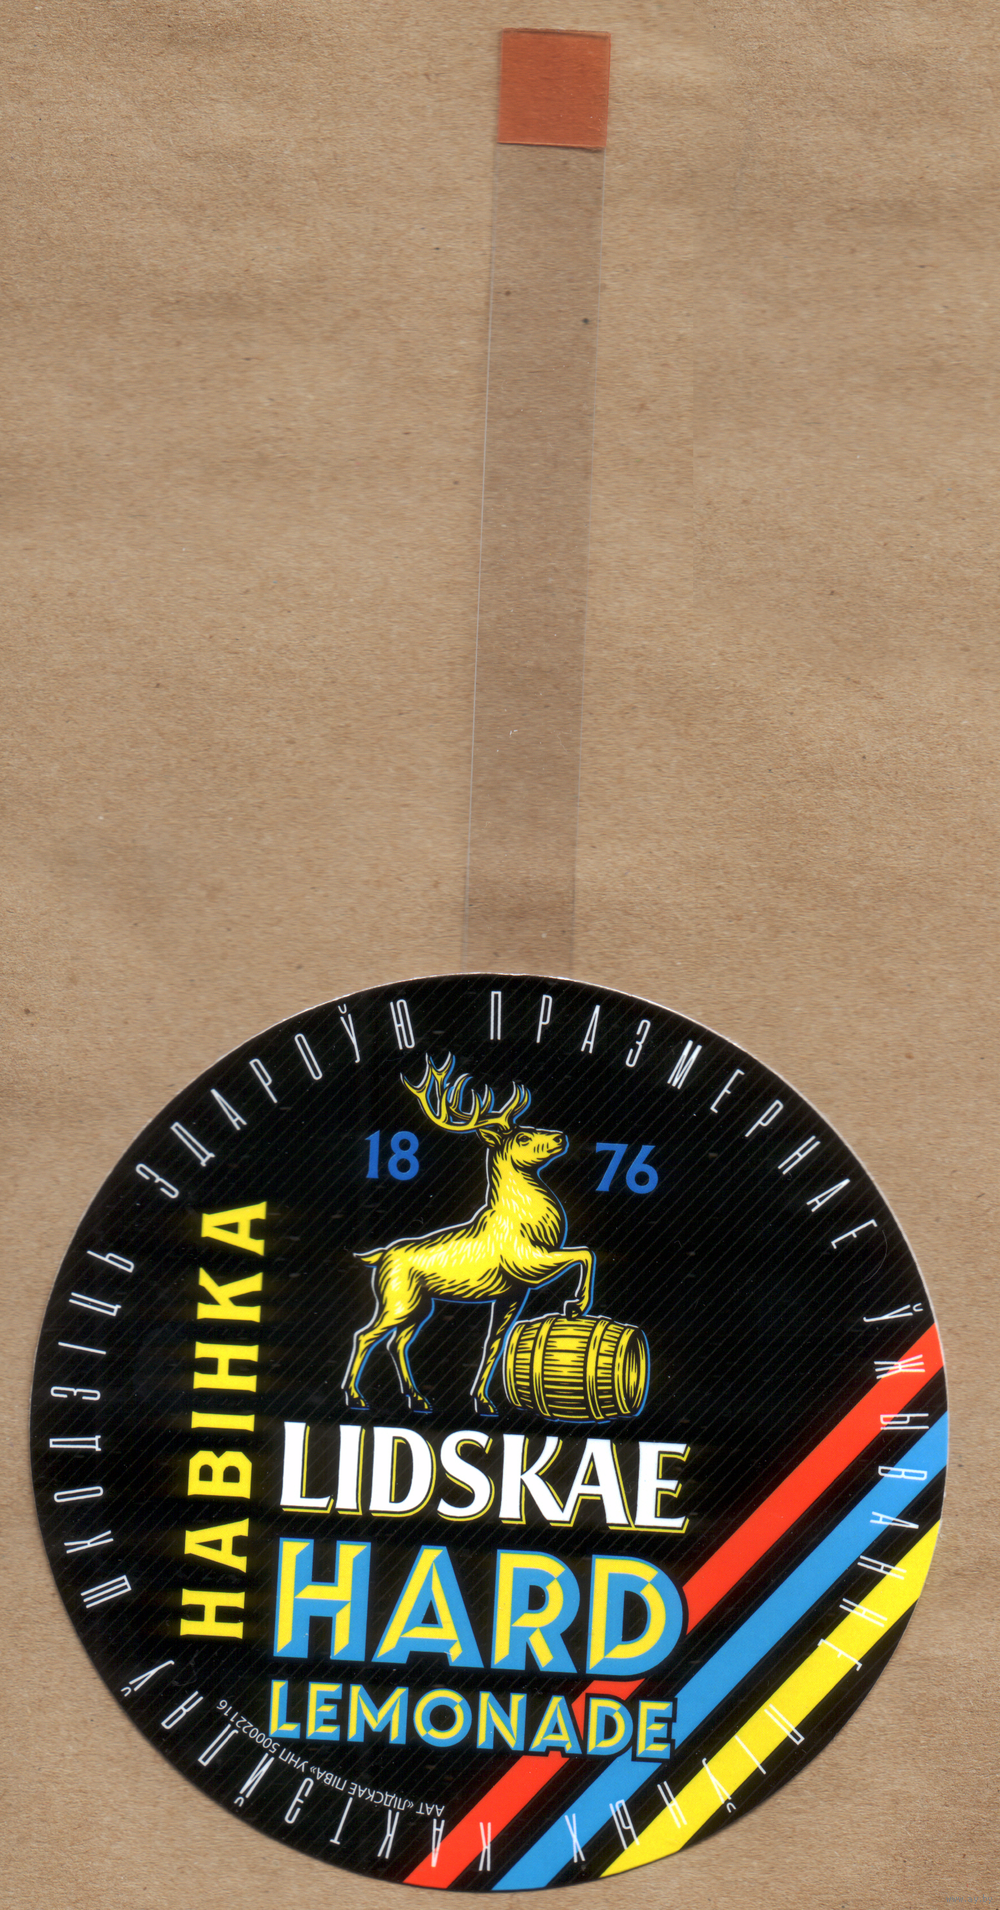 ПРАЗМЕРНАЕ ЎЖЫВАННЕ ПІЎНЫХ КАКТЭЙЛЯЎ ШКОДЗІЦЬ ЗДАРОЎЮ
18 76
НАВІНКА
LIDSKAE
HARD
LEMONADE
ААТ «ЛІДСКАЕ ПІВА» УНП 500022116